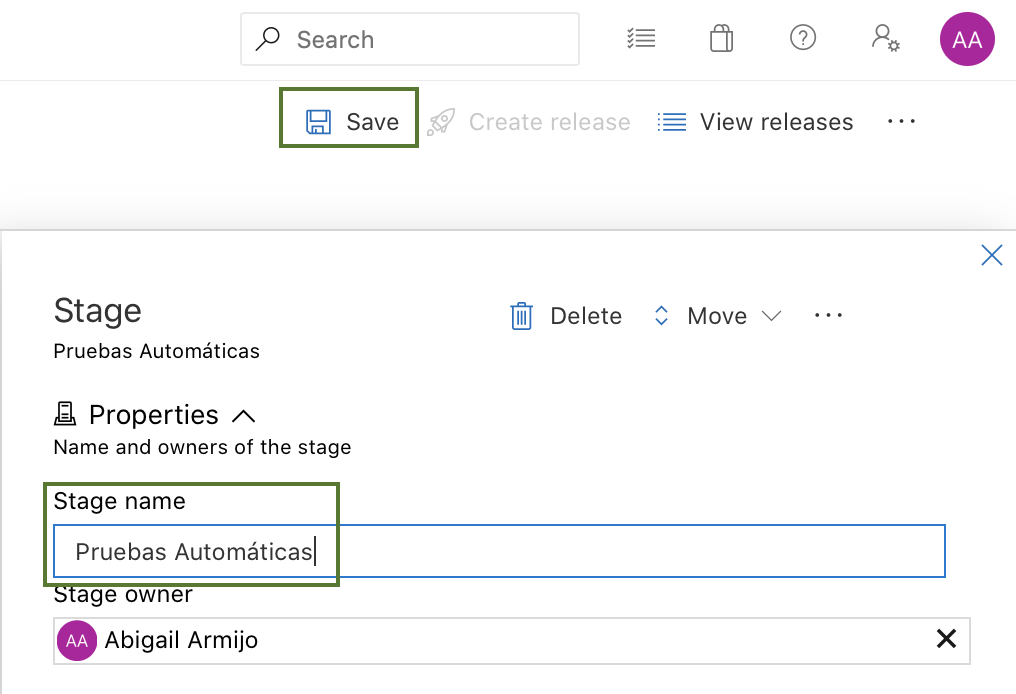 Search
AA
Save Create release View releases ...
Stage
Delete Move ...
Pruebas Automáticas
Properties
Name and owners of the stage
Stage name
Pruebas Automáticas
Stage owner
AA Abigail Armijo